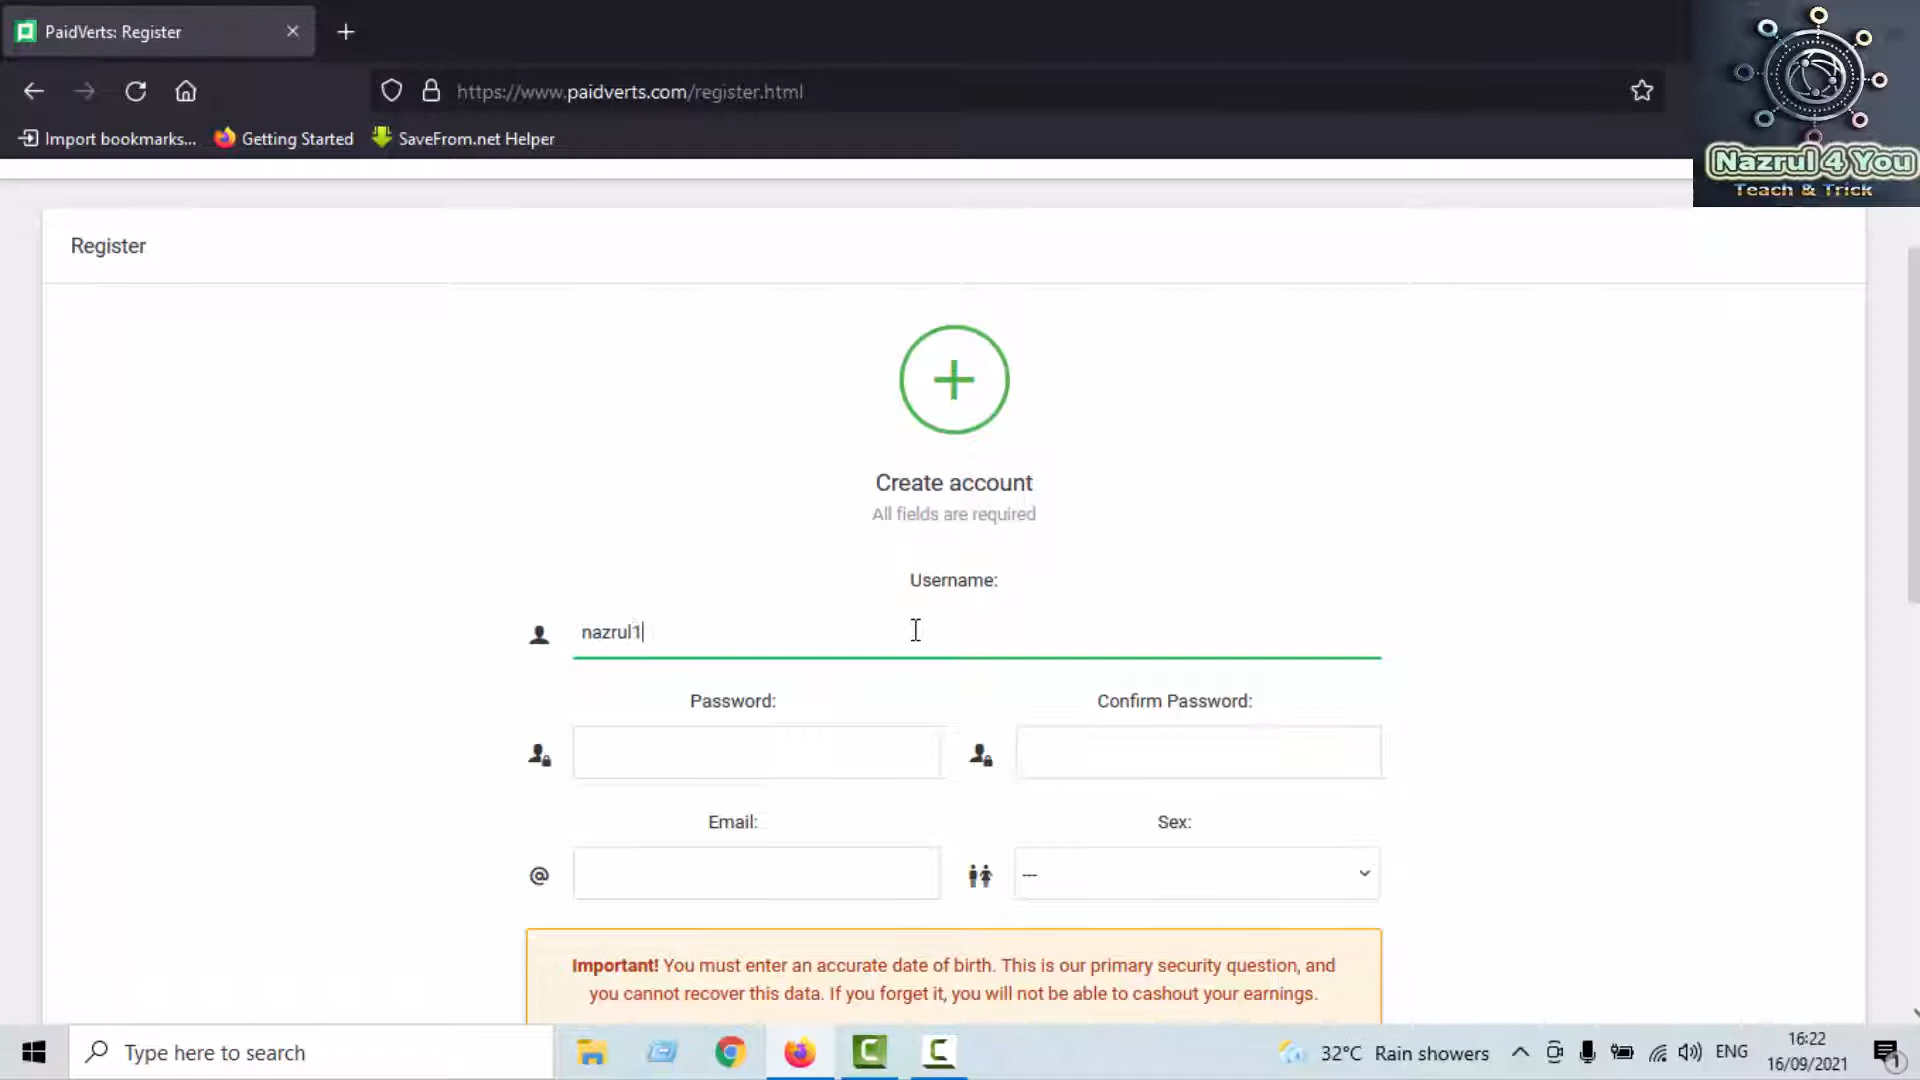 PaidVerts: Register
https://www.paidverts.com/register.html
Import bookmarks...
Getting Started
SaveFrom.net Helper
Nazrul 4 You
Teach & Trick
Register
Create account
All fields are required
Username:
nazrul1
Password:
Confirm Password:
@
Email:
Sex:
---
Important! You must enter an accurate date of birth. This is our primary security question, and
you cannot recover this data. If you forget it, you will not be able to cashout your earnings.
Type here to search
32°C Rain showers
ENG
16:22
16/09/2021
1